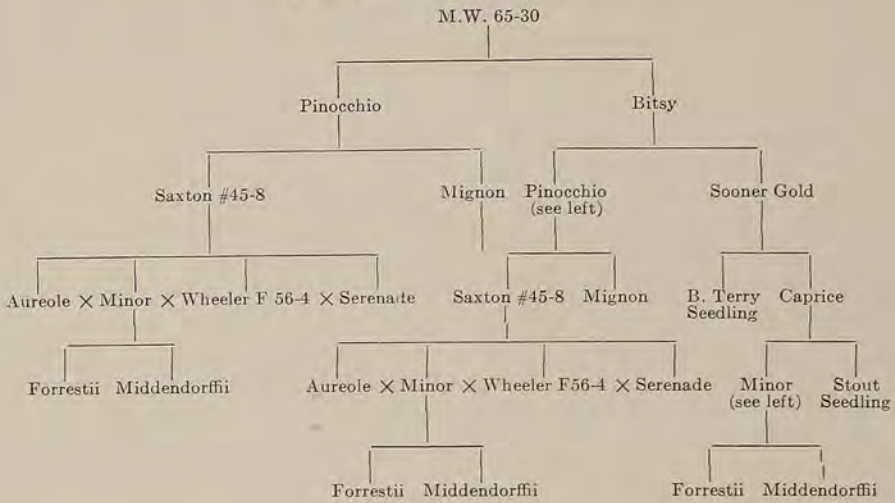 M.W. 65-30
Pinocchio Bitsy
Saxton #45-8 Mignon Pinocchio Sooner Gold
(see left)
Aureole × Minor × Wheeler F 56-4 × Serenade Saxton #45-8 Mignon B. Terry Caprice
Seedling
Forrestii Middendorffii Aureole × Minor × Wheeler F56-4 × Serenade Minor Stout
(see left) Seedling
Forrestii Middendorffii Forrestii Middendorffii